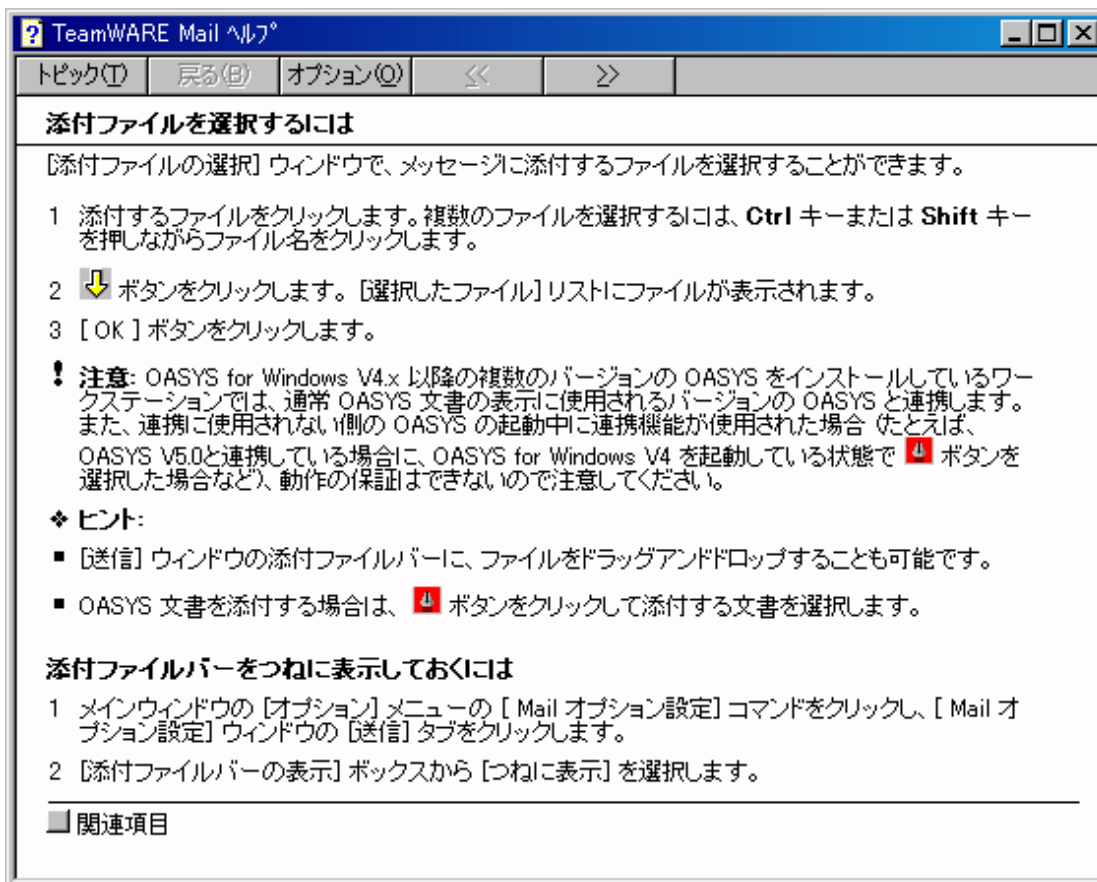 TeamWARE Mail ヘルプ
トピック(T) 戻る(B) オプション(O) << >>
添付ファイルを選択するには
[添付ファイルの選択] ウィンドウで、メッセージに添付するファイルを選択することができます。
1 添付するファイルをクリックします。複数のファイルを選択するには、Ctrl キーまたは Shift キー
を押しながらファイル名をクリックします。
2 ボタンをクリックします。[選択したファイル] リストにファイルが表示されます。
3 [ OK ] ボタンをクリックします。
注意: OASYS for Windows V4.x 以降の複数のバージョンの OASYS をインストールしているワー
クステーションでは、通常 OASYS 文書の表示に使用されるバージョンの OASYS と連携します。
また、連携に使用されない側の OASYS の起動中に連携機能が使用された場合 (たとえば、
OASYS V5.0と連携している場合に、OASYS for Windows V4 を起動している状態で ボタンを
選択した場合など)、動作の保証はできないので注意してください。
❖ ヒント:
■ [送信] ウィンドウの添付ファイルバーに、ファイルをドラッグアンドドロップすることも可能です。
■ OASYS 文書を添付する場合は、 ボタンをクリックして添付する文書を選択します。
添付ファイルバーをつねに表示しておくには
1 メインウィンドウの [オプション] メニューの [ Mail オプション設定] コマンドをクリックし、[ Mail オ
プション設定] ウィンドウの [送信] タブをクリックします。
2 [添付ファイルバーの表示] ボックスから [つねに表示] を選択します。
関連項目